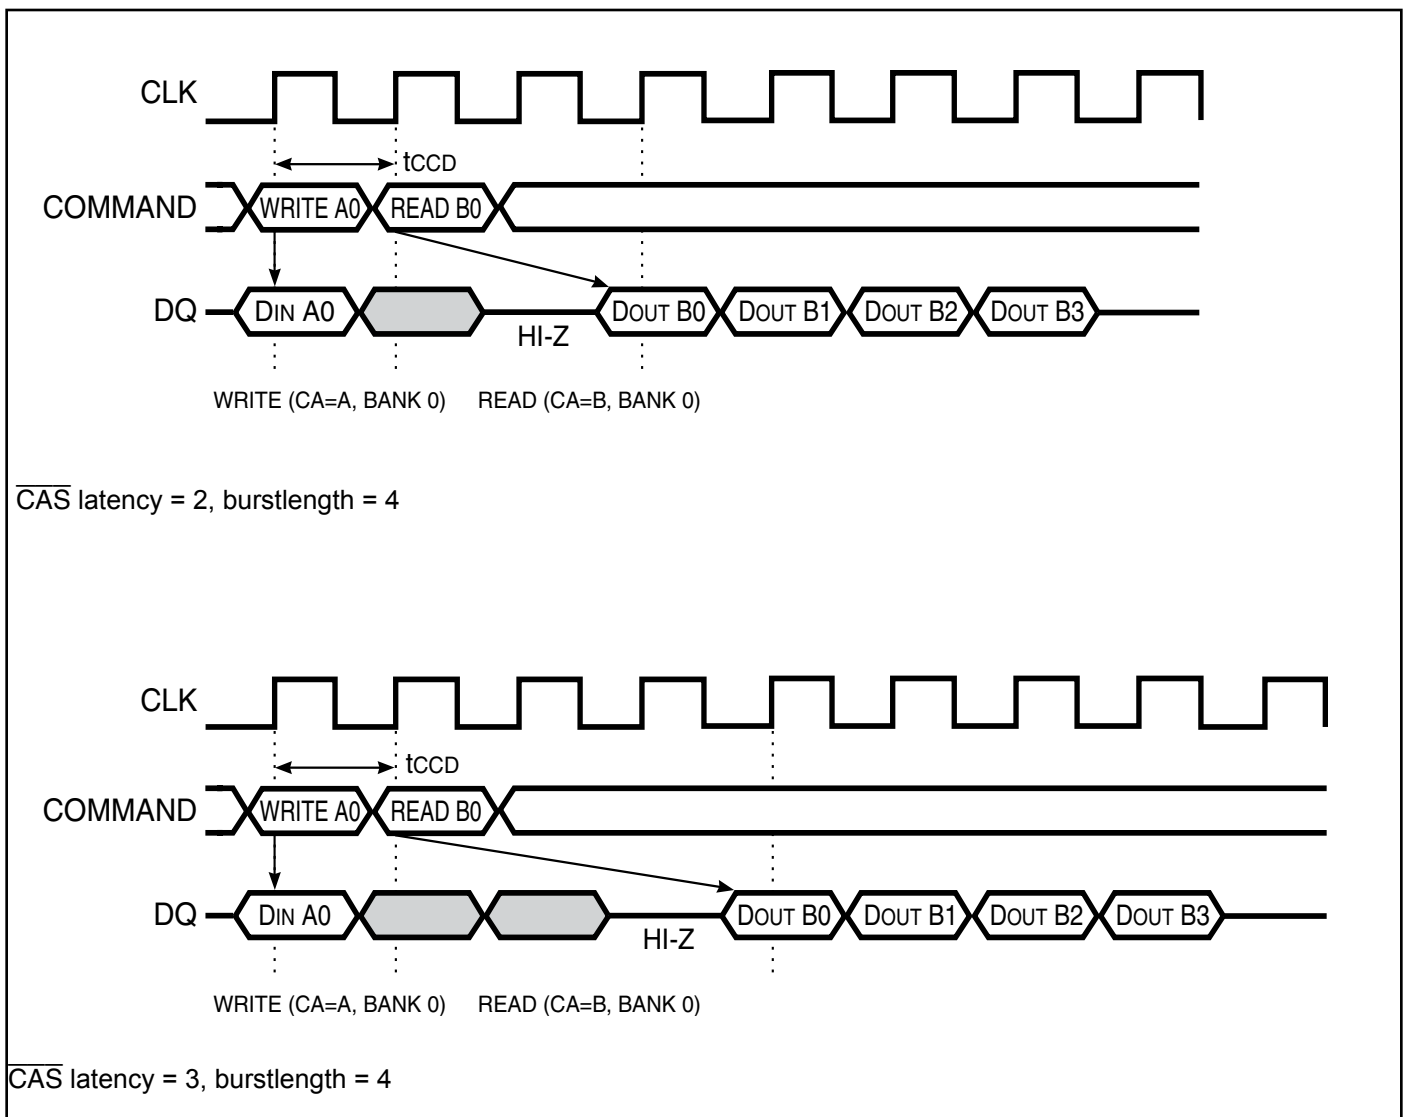 CLK
tCCD
COMMAND WRITE A0 READ B0
DQ DIN A0 DOUT B0 DOUT B1 DOUT B2 DOUT B3
HI-Z
WRITE (CA=A, BANK 0) READ (CA=B, BANK 0)
CAS latency = 2, burstlength = 4
CLK
tCCD
COMMAND WRITE A0 READ B0
DQ DIN A0 DOUT B0 DOUT B1 DOUT B2 DOUT B3
HI-Z
WRITE (CA=A, BANK 0) READ (CA=B, BANK 0)
CAS latency = 3, burstlength = 4